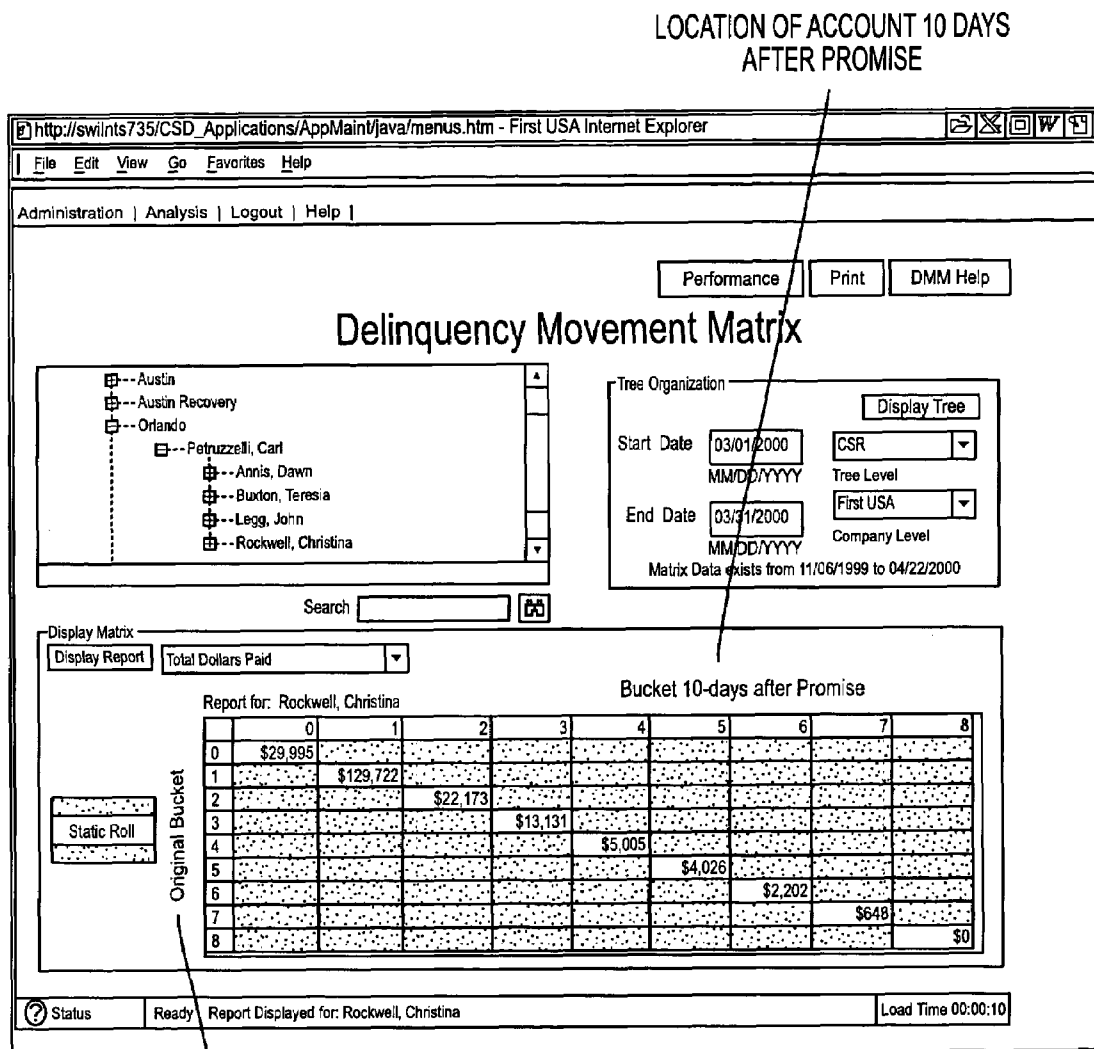 LOCATION OF ACCOUNT 10 DAYS
AFTER PROMISE
http://swilnts735/CSD_Applications/AppMaint/java/menus.htm - First USA Internet Explorer
File Edit View Go Favorites Help
Administration | Analysis | Logout | Help |
Performance Print DMM Help
Delinquency Movement Matrix
Austin
Austin Recovery
Orlando
Petruzzelli, Carl
Annis, Dawn
Buxton, Teresia
Legg, John
Rockwell, Christina
Tree Organization
Display Tree
Start Date 03/01/2000 CSR
MM/DD/YYYY Tree Level
End Date 03/31/2000 First USA
MM/DD/YYYY Company Level
Matrix Data exists from 11/06/1999 to 04/22/2000
Search
Display Matrix
Display Report Total Dollars Paid
Bucket 10-days after Promise
Report for: Rockwell, Christina
0 1 2 3 4 5 6 7 8
0 $29,995
1 $129,722
2 $22,173
3 $13,131
4 $5,005
5 $4,026
6 $2,202
7 $648
8 $0
Static Roll
Original Bucket
? Status Ready Report Displayed for: Rockwell, Christina Load Time 00:00:10